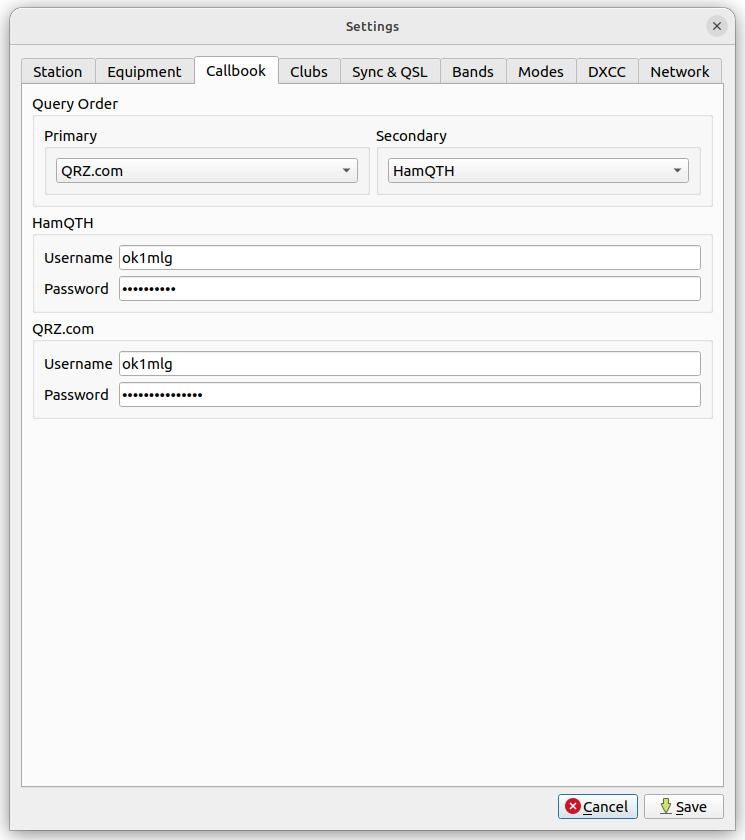 Settings
Station Equipment Callbook Clubs Sync & QSL Bands Modes DXCC Network
Query Order
Primary Secondary
QRZ.com HamQTH
HamQTH
Username ok1mlg
Password ••••••••••
QRZ.com
Username ok1mlg
Password •••••••••••••••
Cancel Save